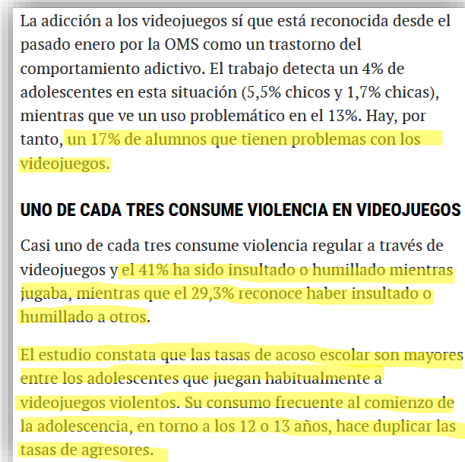 La adicción a los videojuegos sí que está reconocida desde el
pasado enero por la OMS como un trastorno del
comportamiento adictivo. El trabajo detecta un 4% de
adolescentes en esta situación (5,5% chicos y 1,7% chicas),
mientras que ve un uso problemático en el 13%. Hay, por
tanto, un 17% de alumnos que tienen problemas con los
videojuegos.
UNO DE CADA TRES CONSUME VIOLENCIA EN VIDEOJUEGOS
Casi uno de cada tres consume violencia regular a través de
videojuegos y el 41% ha sido insultado o humillado mientras
jugaba, mientras que el 29,3% reconoce haber insultado o
humillado a otros.
El estudio constata que las tasas de acoso escolar son mayores
entre los adolescentes que juegan habitualmente a
videojuegos violentos. Su consumo frecuente al comienzo de
la adolescencia, en torno a los 12 o 13 años, hace duplicar las
tasas de agresores.